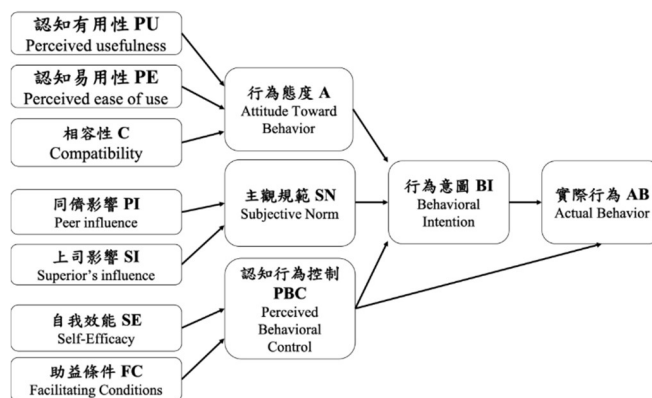 認知有用性 PU
Perceived usefulness
認知易用性 PE
Perceived ease of use
相容性 C
Compatibility
同儕影響 PI
Peer influence
上司影響 SI
Superior's influence
自我效能 SE
Self-Efficacy
助益條件 FC
Facilitating Conditions
行為態度 A
Attitude Toward
Behavior
主觀規範 SN
Subjective Norm
認知行為控制
PBC
Perceived
Behavioral
Control
行為意圖 BI
Behavioral
Intention
實際行為 AB
Actual Behavior